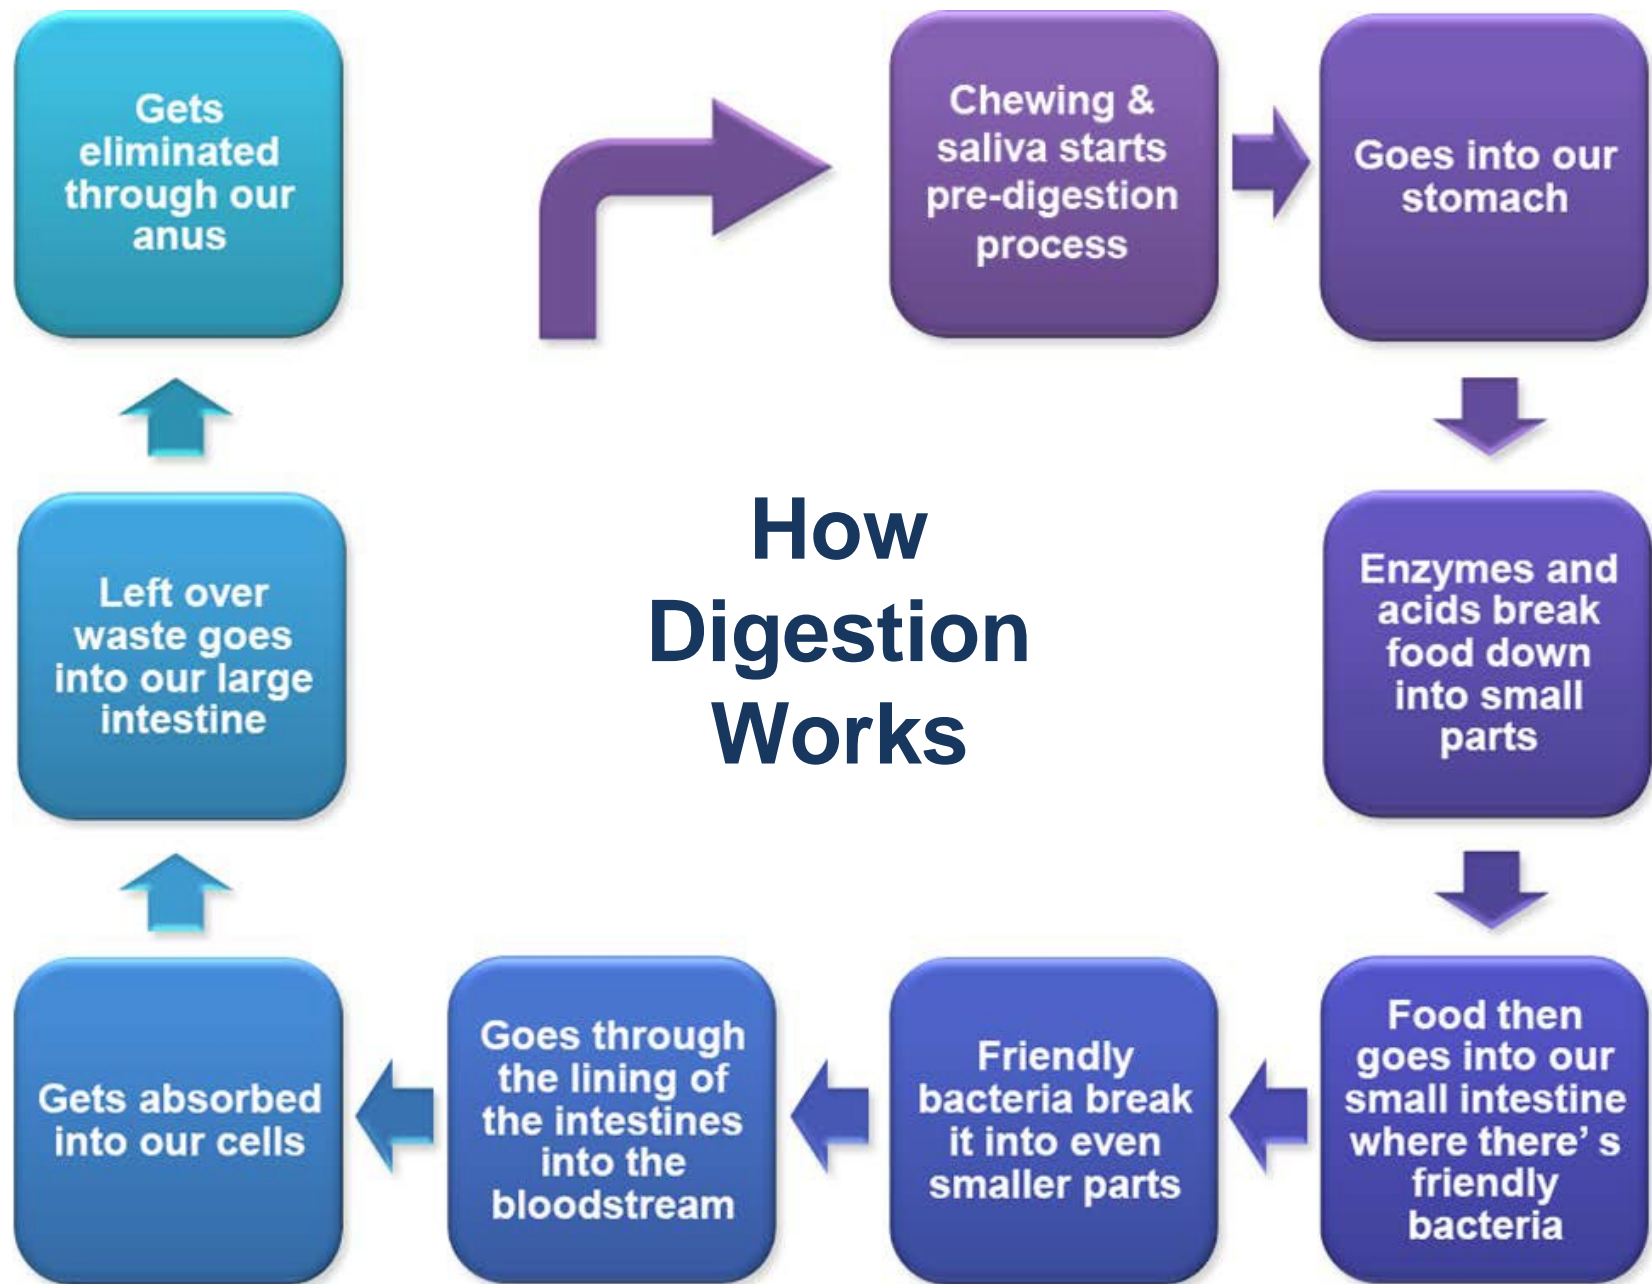 How
Digestion
Works
Chewing &
saliva starts
pre-digestion
process
Goes into our
stomach
Enzymes and
acids break
food down
into small
parts
Food then
goes into our
small intestine
where there’ s
friendly
bacteria
Friendly
bacteria break
it into even
smaller parts
Goes through
the lining of
the intestines
into the
bloodstream
Gets absorbed
into our cells
Left over
waste goes
into our large
intestine
Gets
eliminated
through our
anus